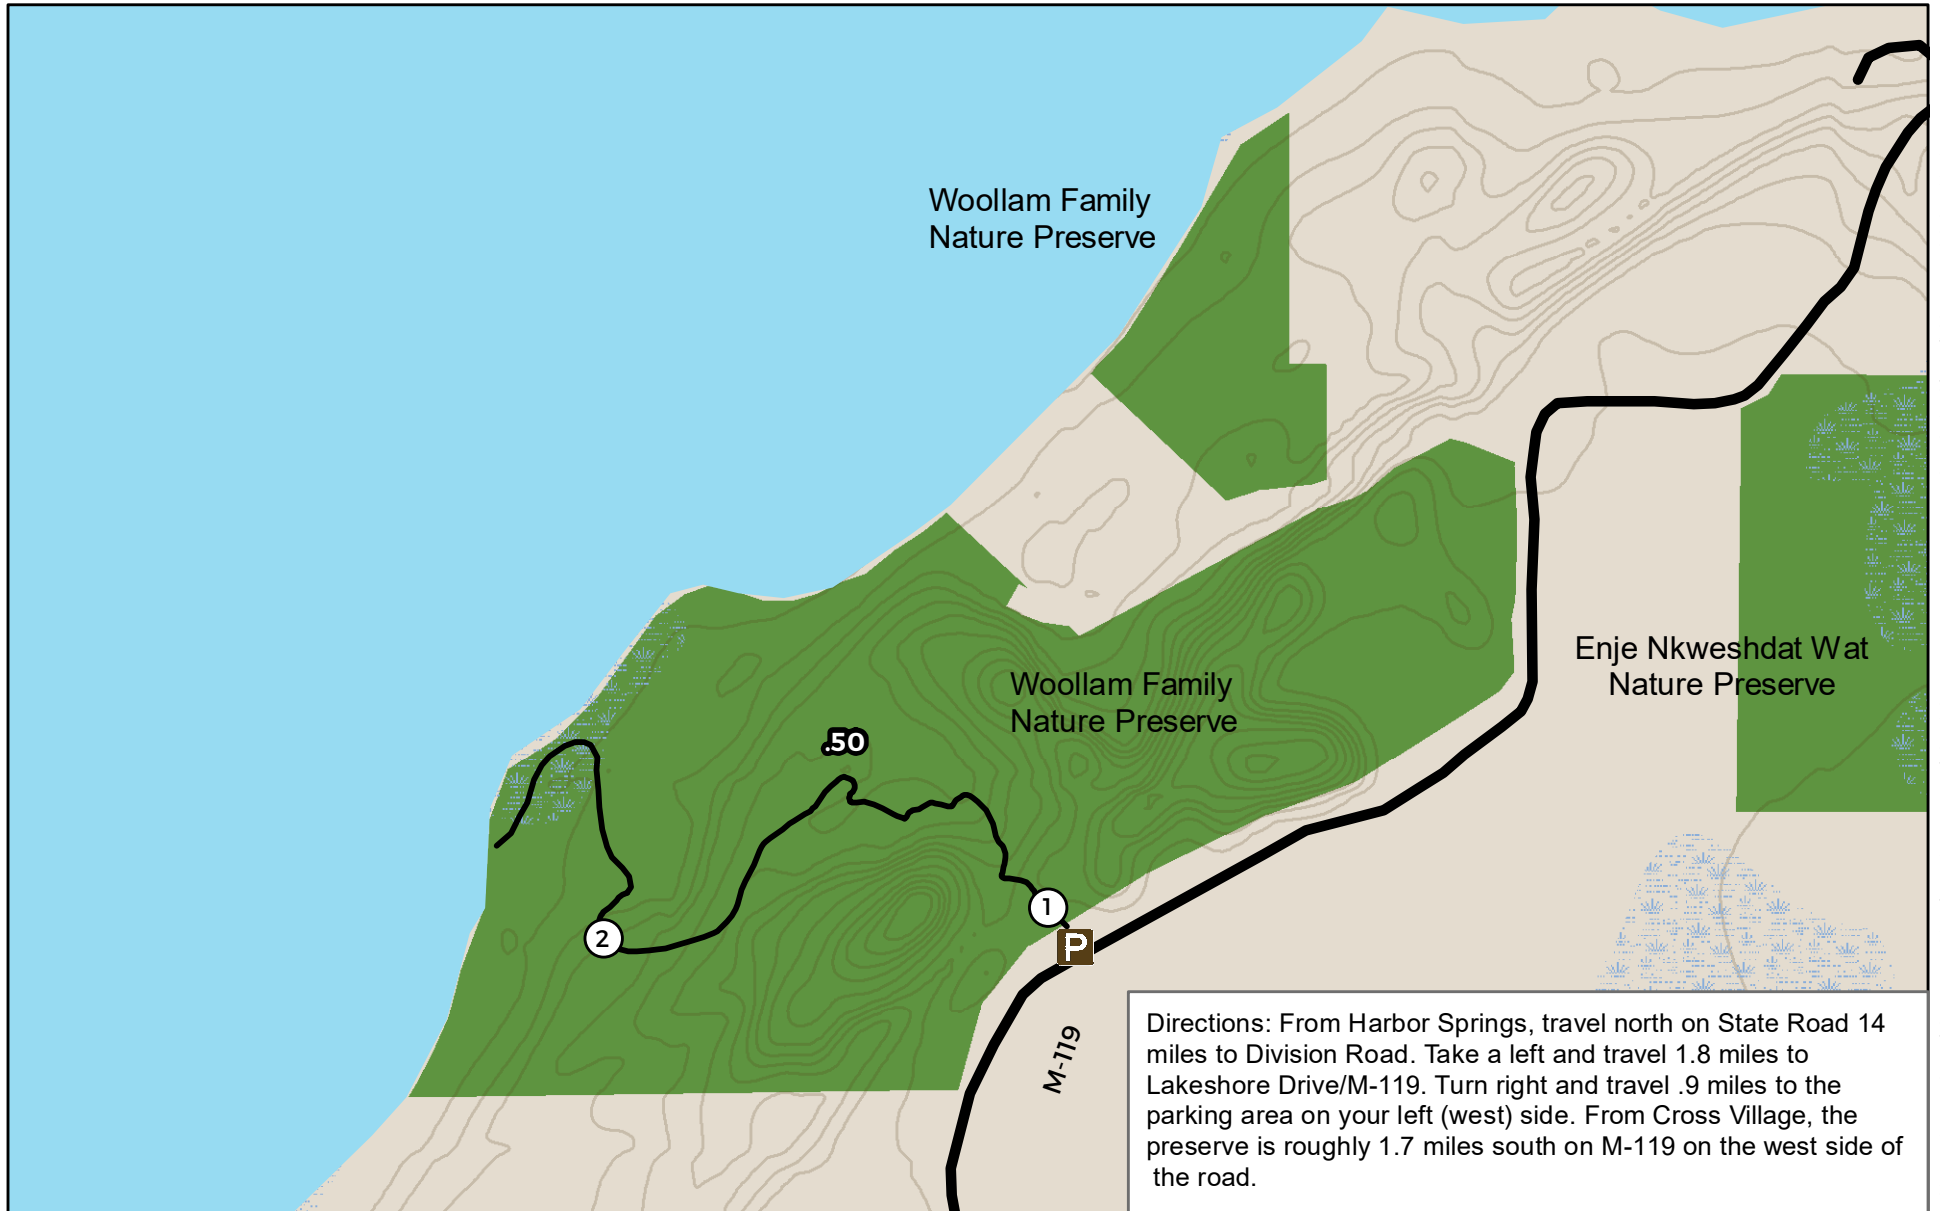 Woollam Family
Nature Preserve
Enje Nkweshdat Wat
Nature Preserve
Woollam Family
Nature Preserve
.50
1
2
P
M-119
Directions: From Harbor Springs, travel north on State Road 14
miles to Division Road. Take a left and travel 1.8 miles to
Lakeshore Drive/M-119. Turn right and travel .9 miles to the
parking area on your left (west) side. From Cross Village, the
preserve is roughly 1.7 miles south on M-119 on the west side of
the road.